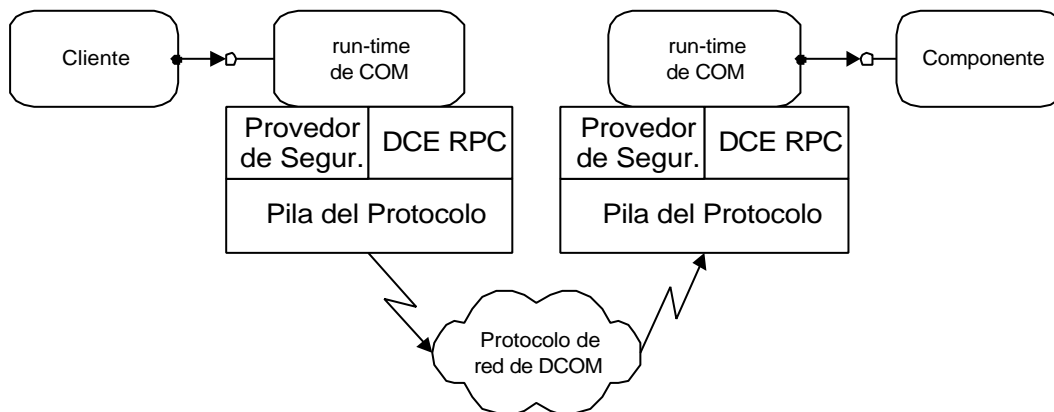 Cliente
run-time
de COM
run-time
de COM
Componente
Provedor
de Segur.
DCE RPC
Provedor
de Segur.
DCE RPC
Pila del Protocolo
Pila del Protocolo
Protocolo de
red de DCOM